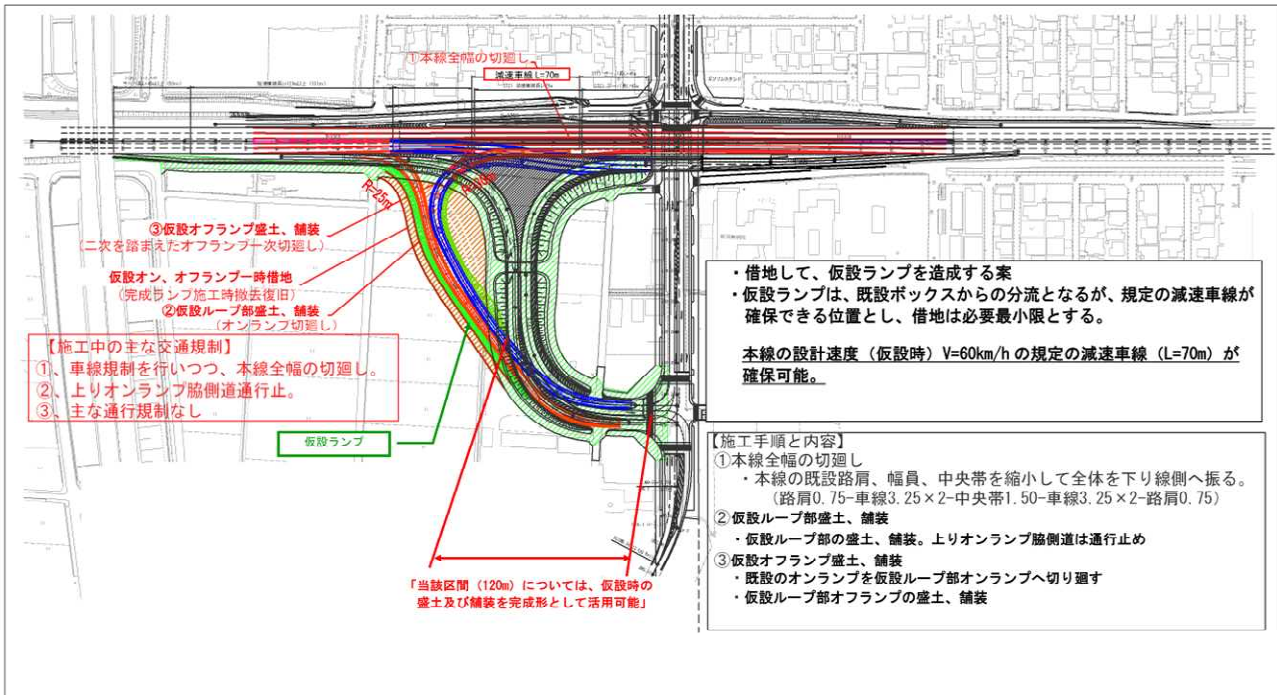 ①本線全幅の切廻し
減速車線 L=70m
R=25m
③仮設オフランプ盛土、舗装
（二次を踏まえたオフランプ一次切廻し）
仮設オン、オフランプ一時借地
（完成ランプ施工時撤去復旧）
②仮設ループ部盛土、舗装
（オンランプ切廻し）
【施工中の主な交通規制】
①、車線規制を行いつつ、本線全幅の切廻し。
②、上りオンランプ脇側道通行止。
③、主な通行規制なし
仮設ランプ
・借地して、仮設ランプを造成する案
・仮設ランプは、既設ボックスからの分流となるが、規定の減速車線が
確保できる位置とし、借地は必要最小限とする。
本線の設計速度（仮設時）V=60km/h の規定の減速車線（L=70m）が
確保可能。
【施工手順と内容】
①本線全幅の切廻し
・本線の既設路肩、幅員、中央帯を縮小して全体を下り線側へ振る。
（路肩0.75-車線3.25×2-中央帯1.50-車線3.25×2-路肩0.75）
②仮設ループ部盛土、舗装
・仮設ループ部の盛土、舗装。上りオンランプ脇側道は通行止め
③仮設オフランプ盛土、舗装
・既設のオンランプを仮設ループ部オンランプへ切り廻す
・仮設ループ部オフランプの盛土、舗装
「当該区間（120m）については、仮設時の
盛土及び舗装を完成形として活用可能」